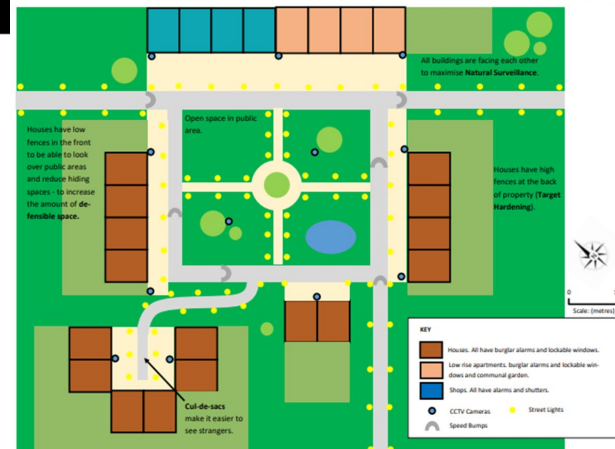 All buildings are facing each other
to maximise Natural Surveillance.
Open space in public
area.
Houses have low
fences in the front
to be able to look
over public areas
and reduce hiding
spaces - to increase
the amount of de-
fensible space.
Houses have high
fences at the back
of property (Target
Hardening).
Cul-de-sacs
make it easier to
see strangers.
0
Scale: (metres)
KEY
Houses. All have burglar alarms and lockable windows.
Low rise apartments. burglar alarms and lockable win-
dows and communal garden.
Shops. All have alarms and shutters.
CCTV Cameras
Street Lights
Speed Bumps